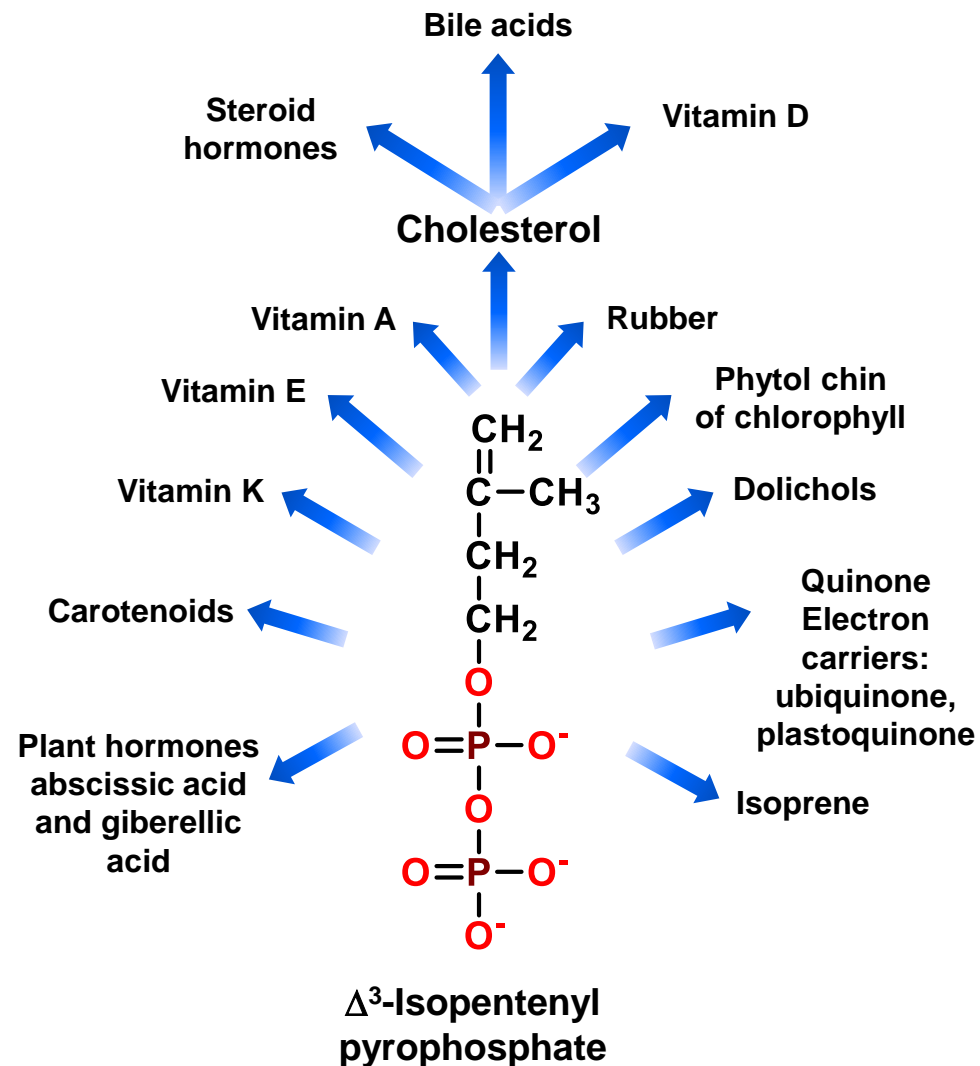 Bile acids
Steroid
hormones
Vitamin D
Cholesterol
Vitamin A
Rubber
Vitamin E
Phytol chin
of chlorophyll
Vitamin K
Dolichols
Carotenoids
Quinone
Electron
carriers:
ubiquinone,
plastoquinone
Plant hormones
abscissic acid
and giberellic
acid
Isoprene
CH₂
C–CH₃
CH₂
CH₂
O
O=P–O⁻
O
O=P–O⁻
O⁻
Δ³-Isopentenyl
pyrophosphate